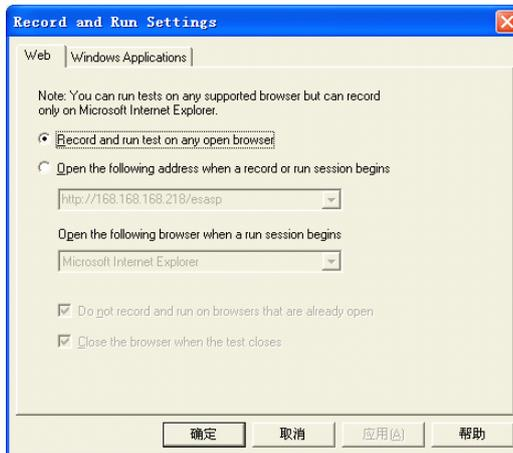 Record and Run Settings
Web Windows Applications
Note: You can run tests on any supported browser but can record
only on Microsoft Internet Explorer.
Record and run test on any open browser
Open the following address when a record or run session begins
http://168.168.168.218/esasp
Open the following browser when a run session begins
Microsoft Internet Explorer
Do not record and run on browsers that are already open
Close the browser when the test closes
确定 取消 应用(A) 帮助